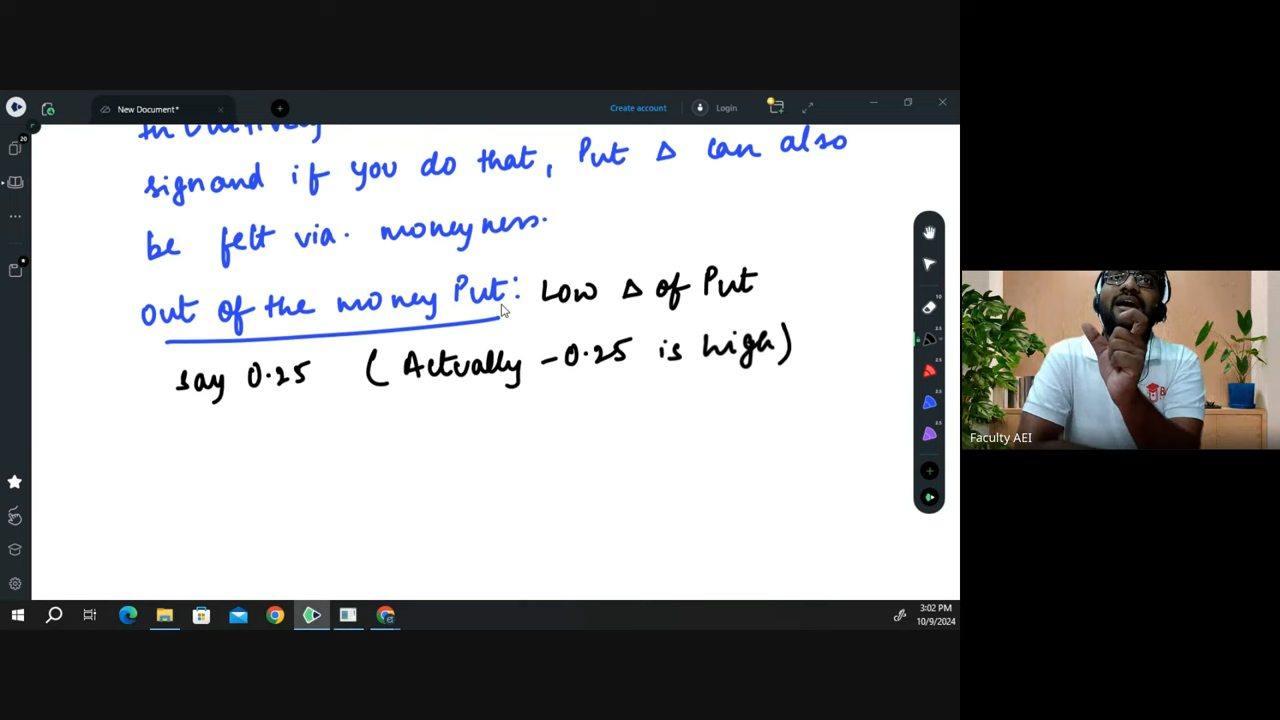 New Document*
Create account
Login
signand if you do that, Put Δ can also
be felt via. moneyness.
out of the money Put: Low Δ of Put
say 0.25 (Actually -0.25 is high)
Faculty AEI
3:02 PM
10/9/2024